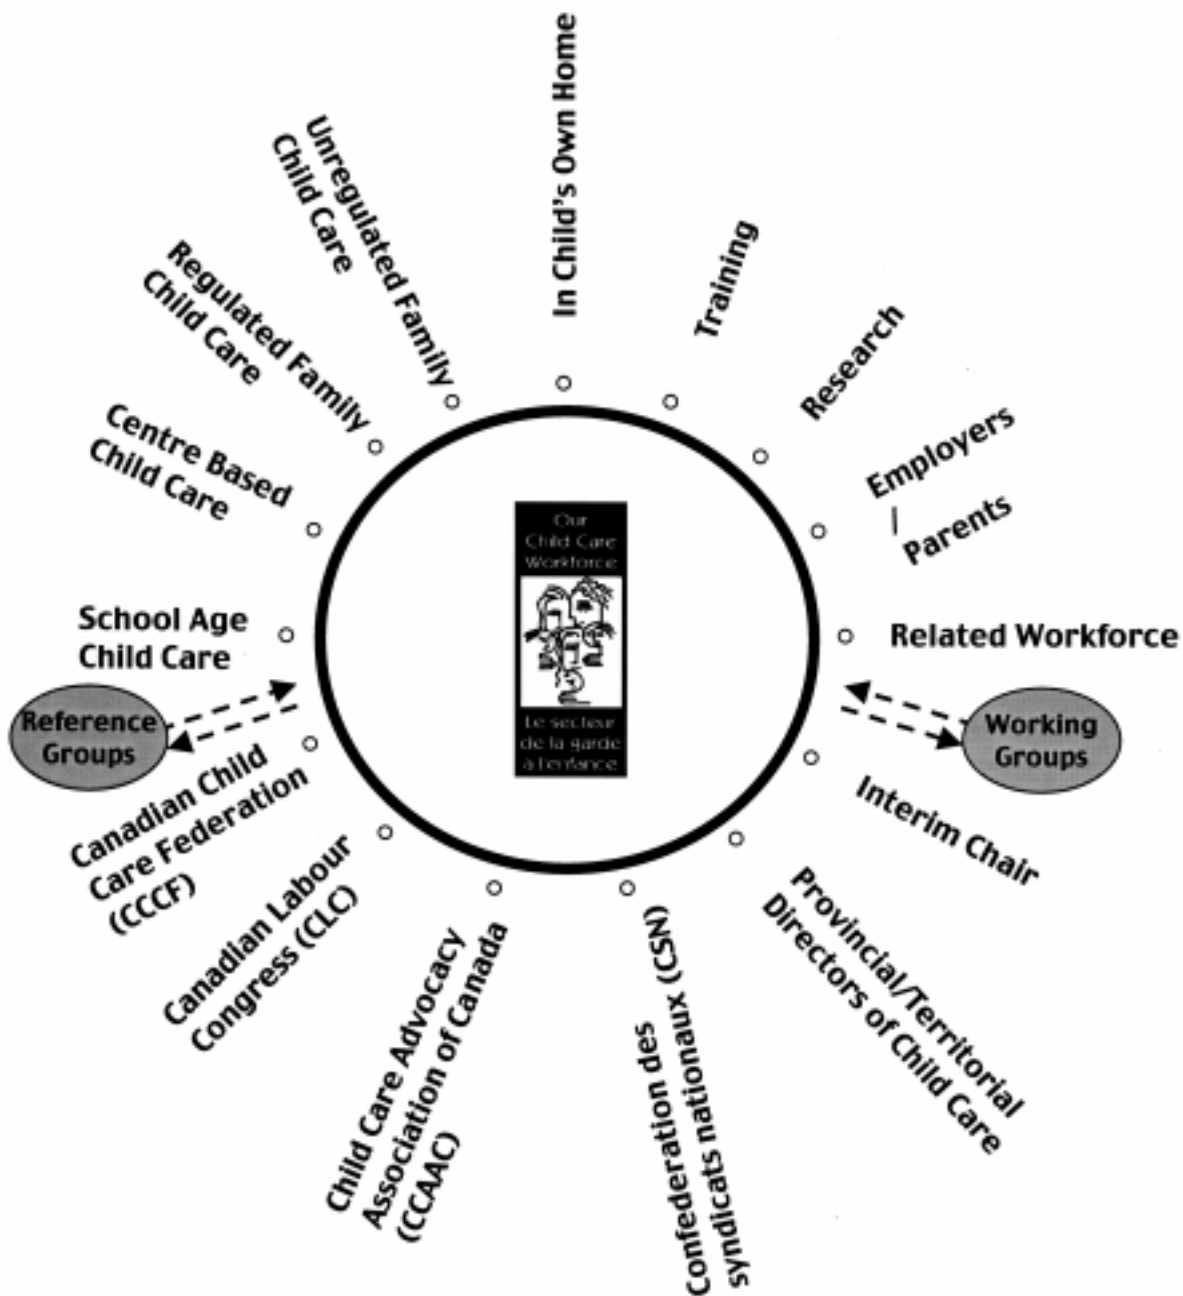 In Child's Own Home
Training
Research
Employers
/
Parents
Related Workforce
Working
Groups
Interim Chair
Provincial/Territorial
Directors of Child Care
Confederation des
syndicats nationaux (CSN)
Child Care Advocacy
Association of Canada
(CCAAC)
Canadian Labour
Congress (CLC)
Canadian Child
Care Federation
(CCCF)
Reference
Groups
School Age
Child Care
Centre Based
Child Care
Regulated Family
Child Care
Unregulated Family
Child Care
Our
Child Care
Workforce
Le secteur
de la garde
à l'enfance